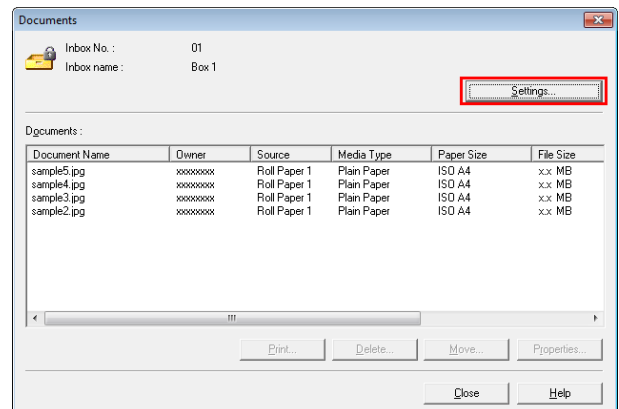 Documents
Inbox No. : 01
Inbox name : Box 1
Settings...
Documents :
Document Name Owner Source Media Type Paper Size File Size
sample5.jpg xxxxxxxx Roll Paper 1 Plain Paper ISO A4 x.x MB
sample4.jpg xxxxxxxx Roll Paper 1 Plain Paper ISO A4 x.x MB
sample3.jpg xxxxxxxx Roll Paper 1 Plain Paper ISO A4 x.x MB
sample2.jpg xxxxxxxx Roll Paper 1 Plain Paper ISO A4 x.x MB
Print... Delete... Move... Properties...
Close Help